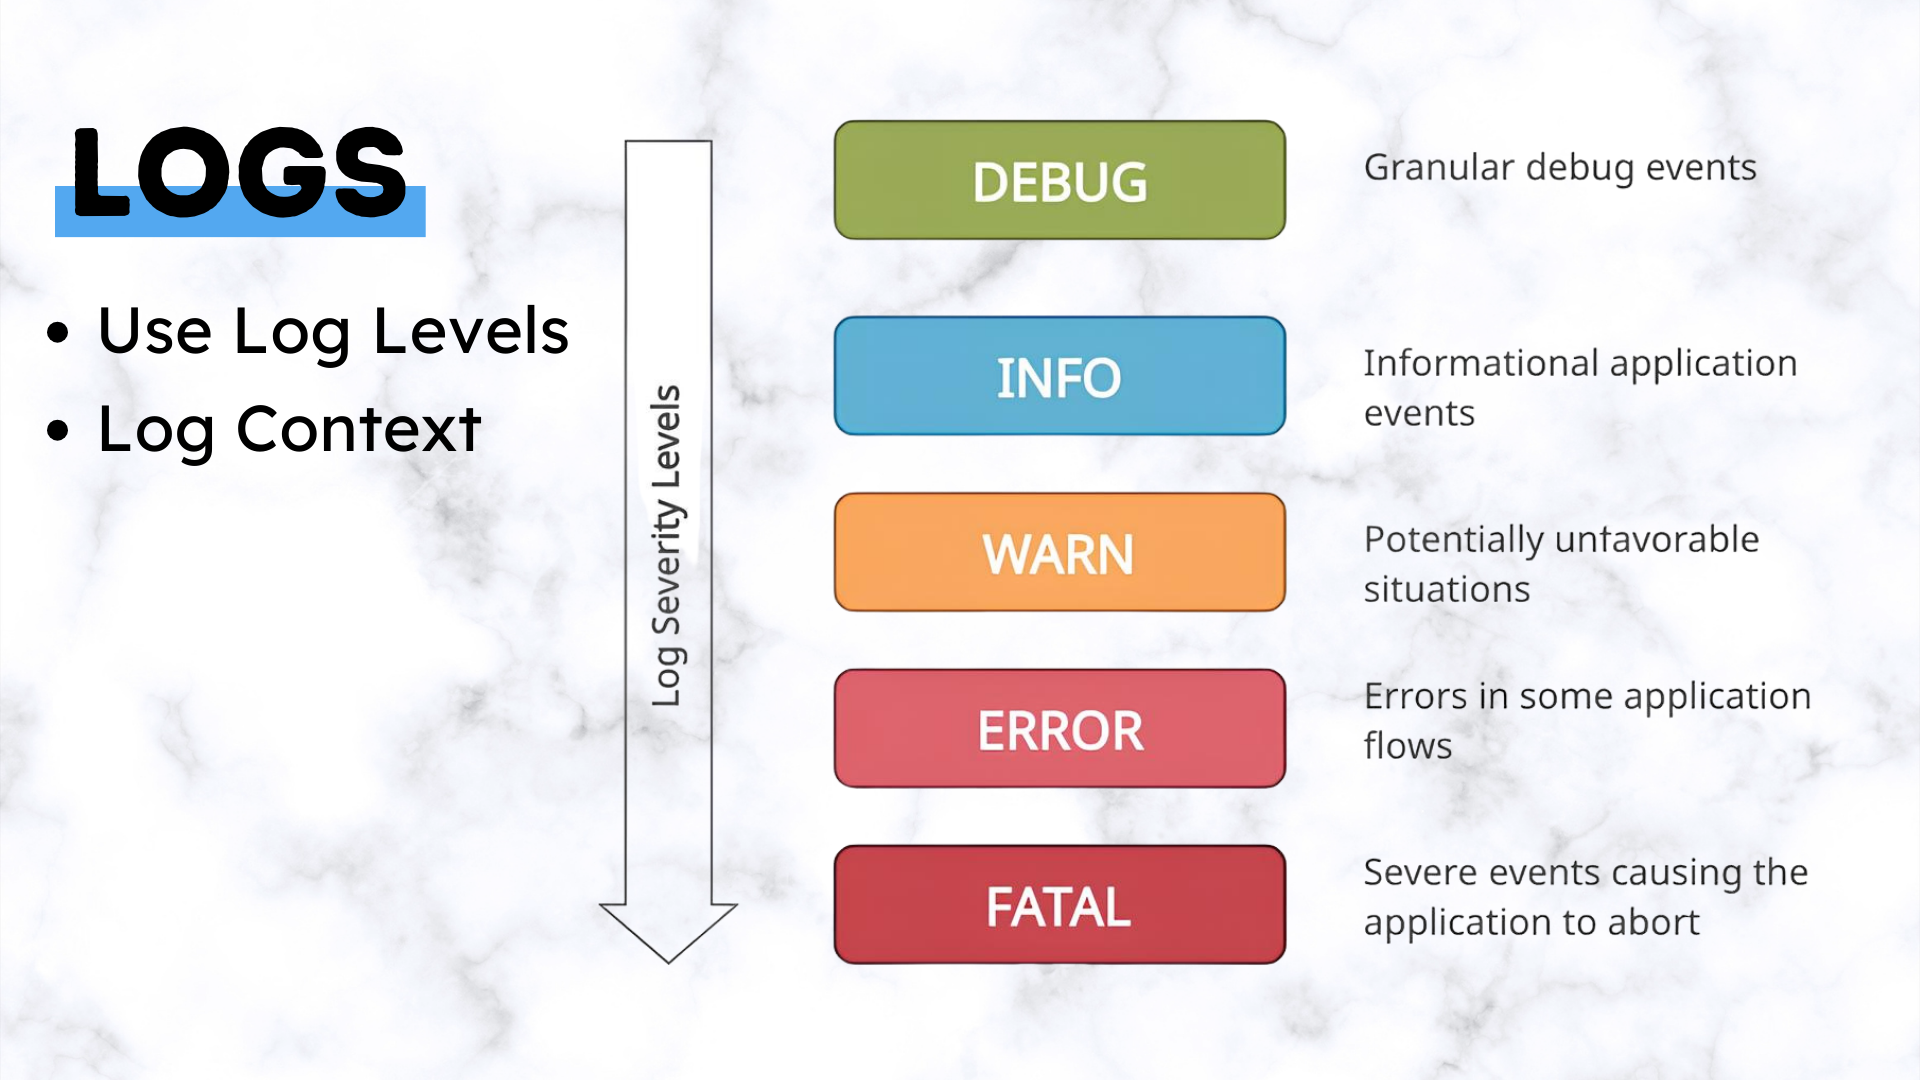 LOGS
• Use Log Levels
• Log Context
Log Severity Levels
DEBUG
Granular debug events
INFO
Informational application
events
WARN
Potentially unfavorable
situations
ERROR
Errors in some application
flows
FATAL
Severe events causing the
application to abort